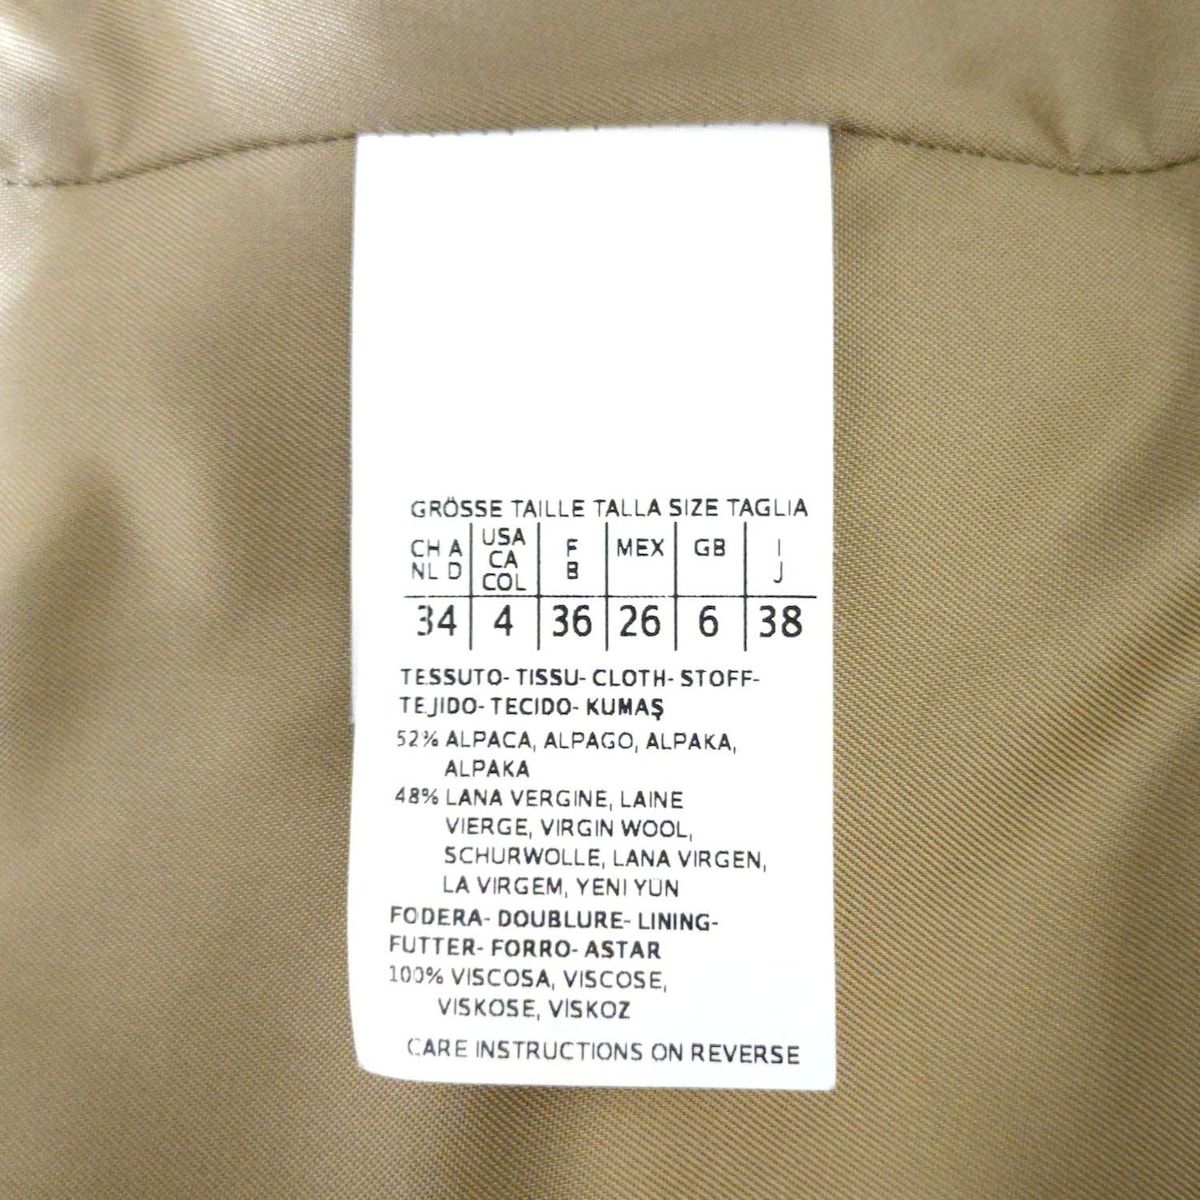 GRÖSSE TAILLE TALLA SIZE TAGLIA
CH A NL D USA CA COL F B MEX GB I J
34 4 36 26 6 38
TESSUTO- TISSU- CLOTH- STOFF-
TEJIDO- TECIDO- KUMAŞ
52% ALPACA, ALPAGO, ALPAKA,
ALPAKA
48% LANA VERGINE, LAINE
VIERGE, VIRGIN WOOL,
SCHURWOLLE, LANA VIRGEN,
LA VIRGEM, YENI YÜN
FODERA- DOUBLURE- LINING-
FUTTER- FORRO- ASTAR
100% VISCOSA, VISCOSE,
VISKOSE, VİSKOZ
CARE INSTRUCTIONS ON REVERSE